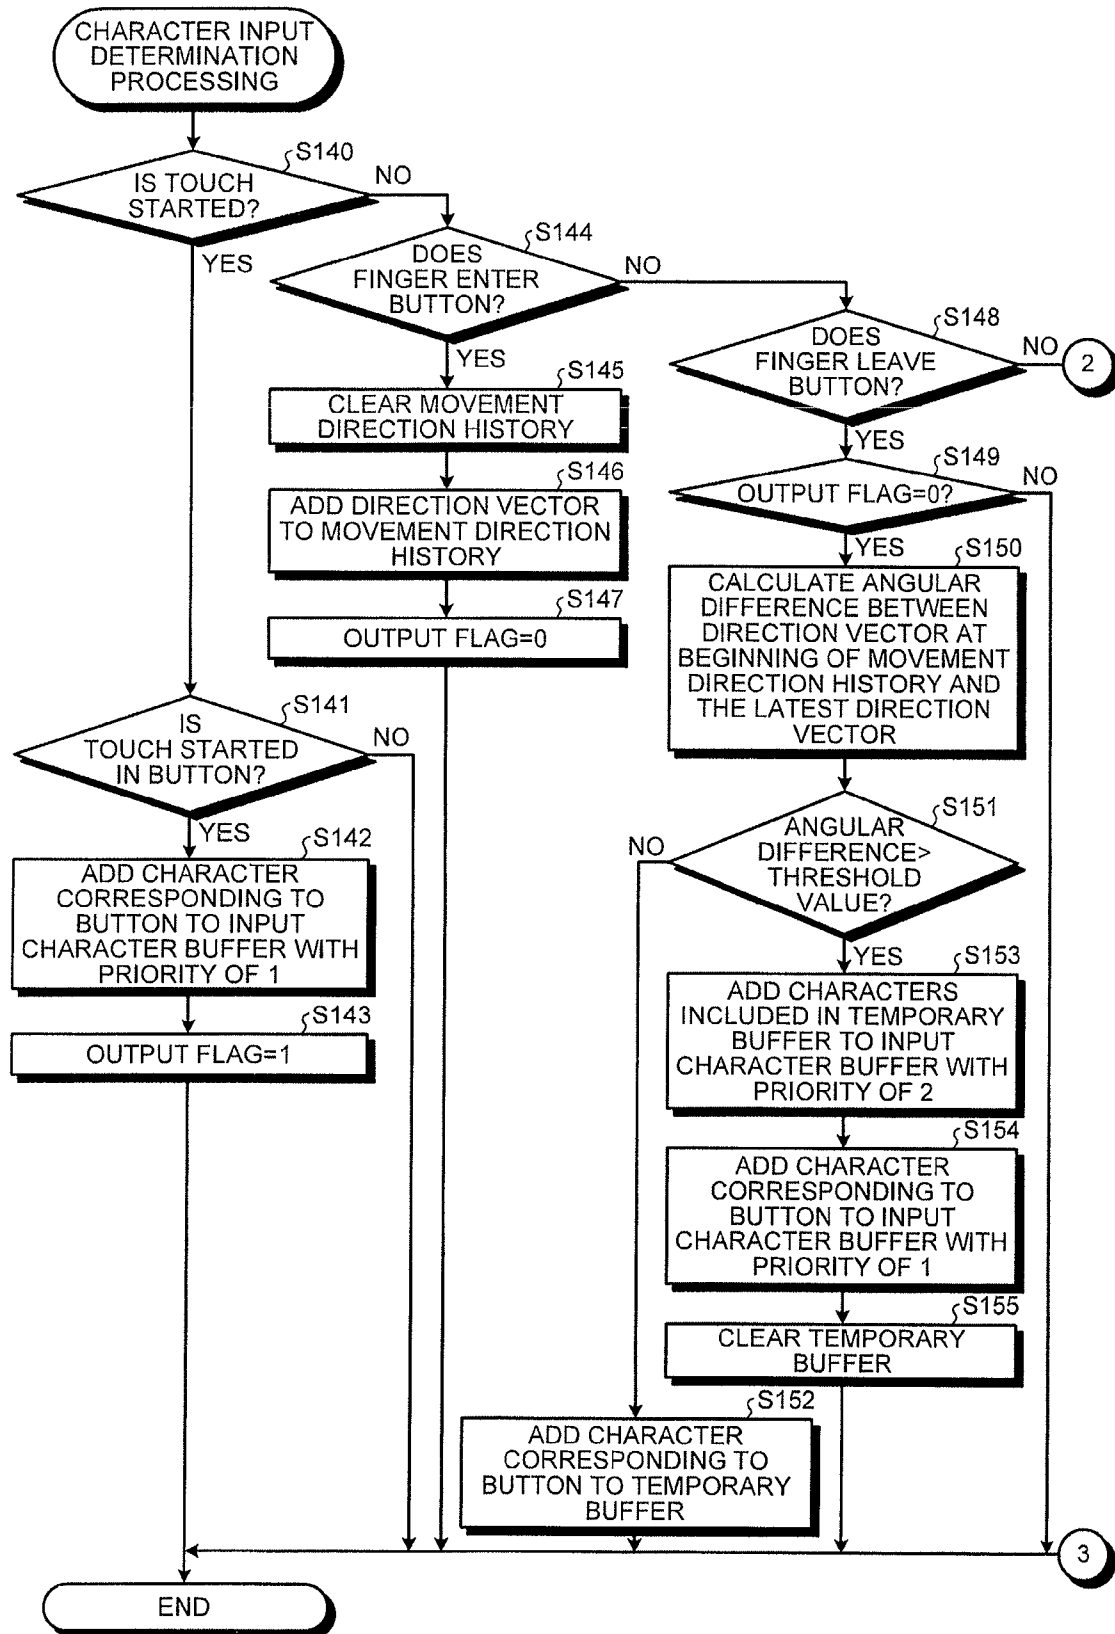 CHARACTER INPUT
DETERMINATION
PROCESSING
S140
IS TOUCH
STARTED?
NO
YES
S144
DOES
FINGER ENTER
BUTTON?
NO
YES
S148
DOES
FINGER LEAVE
BUTTON?
NO
2
YES
S145
CLEAR MOVEMENT
DIRECTION HISTORY
S146
ADD DIRECTION VECTOR
TO MOVEMENT DIRECTION
HISTORY
S147
OUTPUT FLAG=0
S149
OUTPUT FLAG=0?
NO
YES
S150
CALCULATE ANGULAR
DIFFERENCE BETWEEN
DIRECTION VECTOR AT
BEGINNING OF MOVEMENT
DIRECTION HISTORY AND
THE LATEST DIRECTION
VECTOR
S141
IS
TOUCH STARTED
IN BUTTON?
NO
YES
S142
ADD CHARACTER
CORRESPONDING TO
BUTTON TO INPUT
CHARACTER BUFFER WITH
PRIORITY OF 1
S143
OUTPUT FLAG=1
S151
ANGULAR
DIFFERENCE>
THRESHOLD
VALUE?
NO
YES
S153
ADD CHARACTERS
INCLUDED IN TEMPORARY
BUFFER TO INPUT
CHARACTER BUFFER WITH
PRIORITY OF 2
S154
ADD CHARACTER
CORRESPONDING TO
BUTTON TO INPUT
CHARACTER BUFFER WITH
PRIORITY OF 1
S155
CLEAR TEMPORARY
BUFFER
S152
ADD CHARACTER
CORRESPONDING TO
BUTTON TO TEMPORARY
BUFFER
3
END